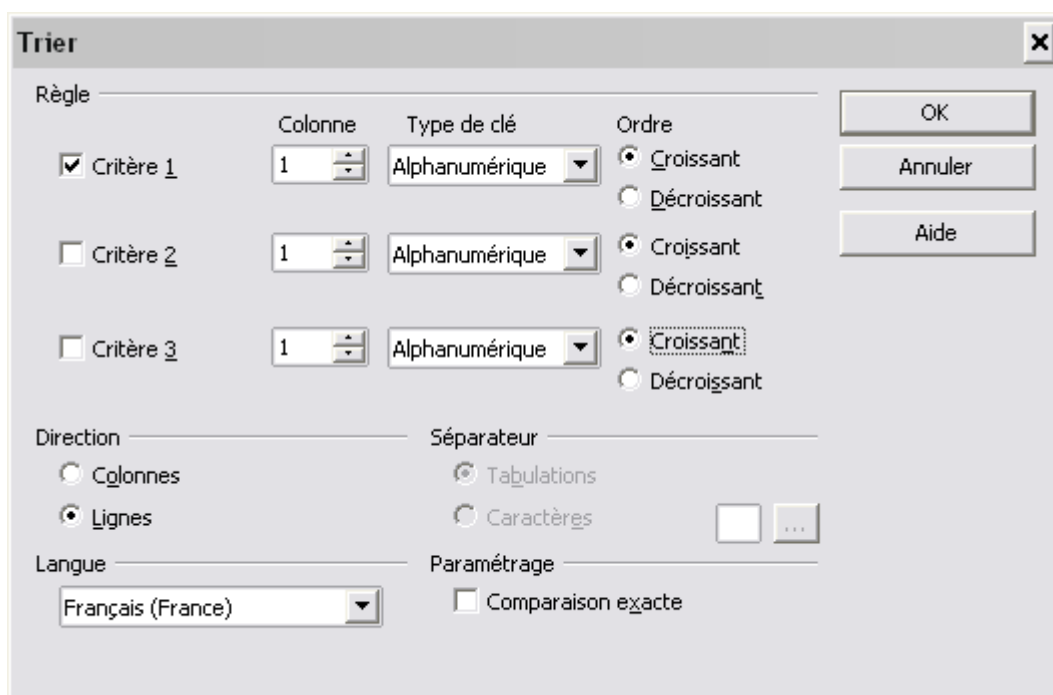 Trier
Règle
Colonne Type de clé Ordre
Critère 1 1 Alphanumérique Croissant
Décroissant
Critère 2 1 Alphanumérique Croissant
Décroissant
Critère 3 1 Alphanumérique Croissant
Décroissant
OK
Annuler
Aide
Direction
Colonnes
Lignes
Séparateur
Tabulations
Caractères
...
Langue
Français (France)
Paramétrage
Comparaison exacte